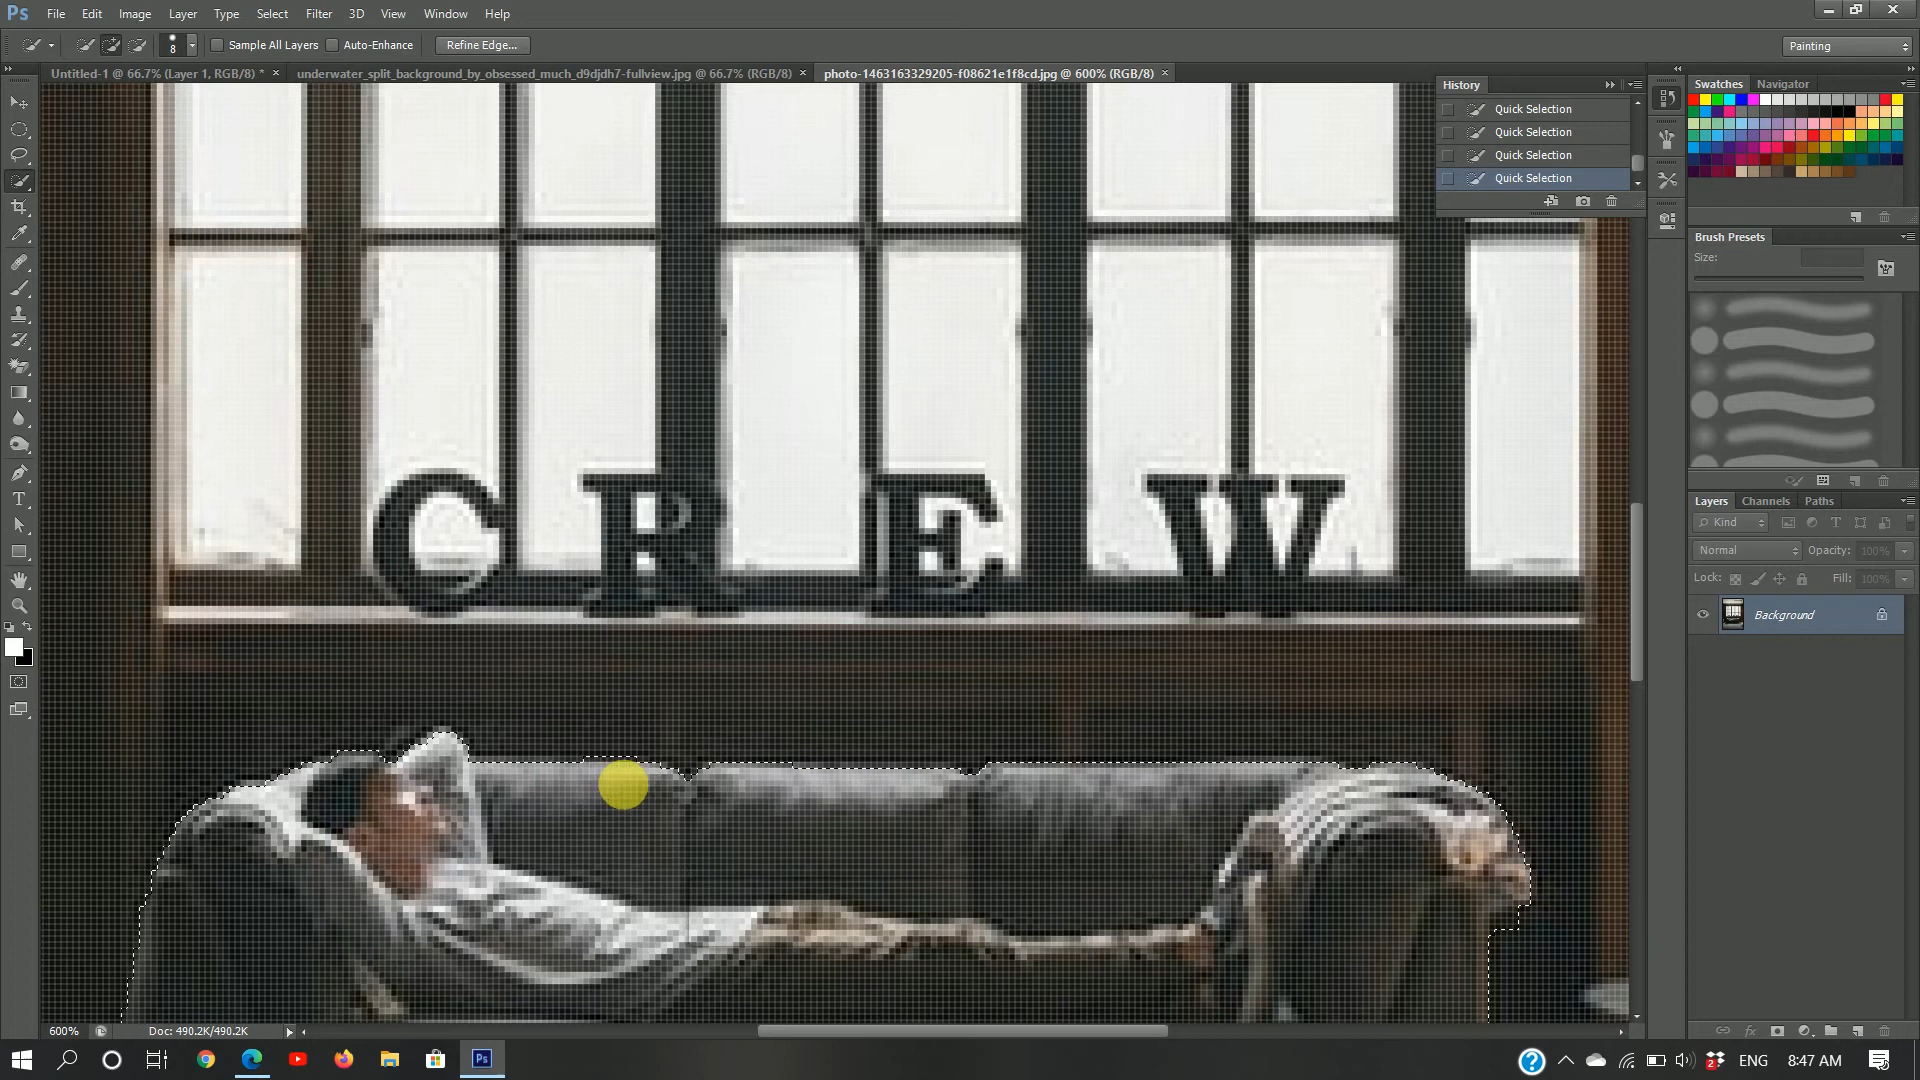 Ps File Edit Image Layer Type Select Filter 3D View Window Help
8 Sample All Layers Auto-Enhance Refine Edge... Painting
Untitled-1 @ 66.7% (Layer 1, RGB/8) * × underwater_split_background_by_obsessed_much_d9djdh7-fullview.jpg @ 66.7% (RGB/8) × photo-1463163329205-f08621e1f8cd.jpg @ 600% (RGB/8) ×
History
Quick Selection
Quick Selection
Quick Selection
Quick Selection
Swatches Navigator
Brush Presets
Size:
Layers Channels Paths
Kind
Normal Opacity: 100%
Lock: Fill: 100%
Background
CREW
600% Doc: 490.2K/490.2K
Ps 2 ENG 8:47 AM